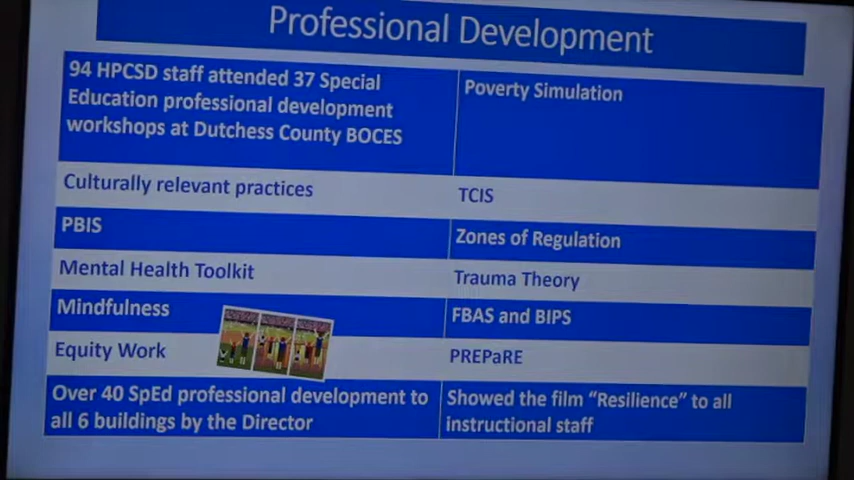 Professional Development
94 HPCSD staff attended 37 Special
Education professional development
workshops at Dutchess County BOCES
Poverty Simulation
Culturally relevant practices
TCIS
PBIS
Zones of Regulation
Mental Health Toolkit
Trauma Theory
Mindfulness
FBAS and BIPS
Equity Work
PREPaRE
Over 40 SpEd professional development to
all 6 buildings by the Director
Showed the film “Resilience” to all
instructional staff